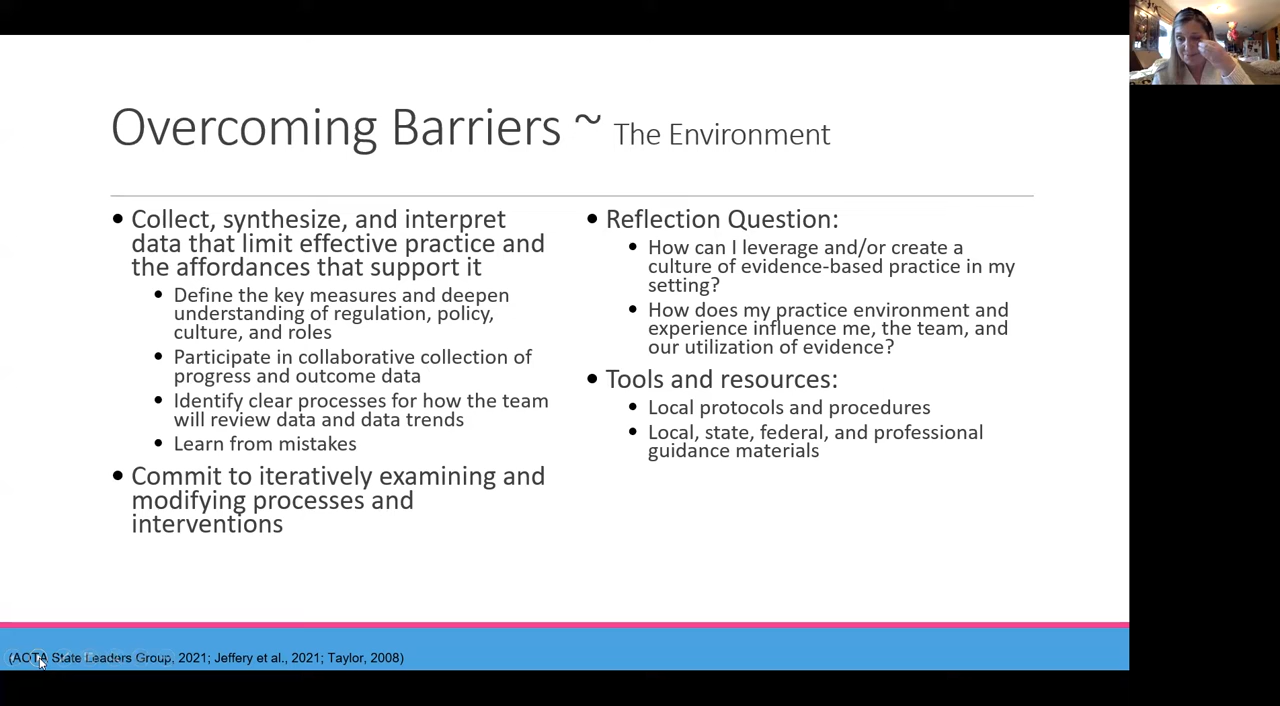 Overcoming Barriers ~ The Environment
• Collect, synthesize, and interpret
data that limit effective practice and
the affordances that support it
• Define the key measures and deepen
understanding of regulation, policy,
culture, and roles
• Participate in collaborative collection of
progress and outcome data
• Identify clear processes for how the team
will review data and data trends
• Learn from mistakes
• Commit to iteratively examining and
modifying processes and
interventions
• Reflection Question:
• How can I leverage and/or create a
culture of evidence-based practice in my
setting?
• How does my practice environment and
experience influence me, the team, and
our utilization of evidence?
• Tools and resources:
• Local protocols and procedures
• Local, state, federal, and professional
guidance materials
(AOTA State Leaders Group, 2021; Jeffery et al., 2021; Taylor, 2008)